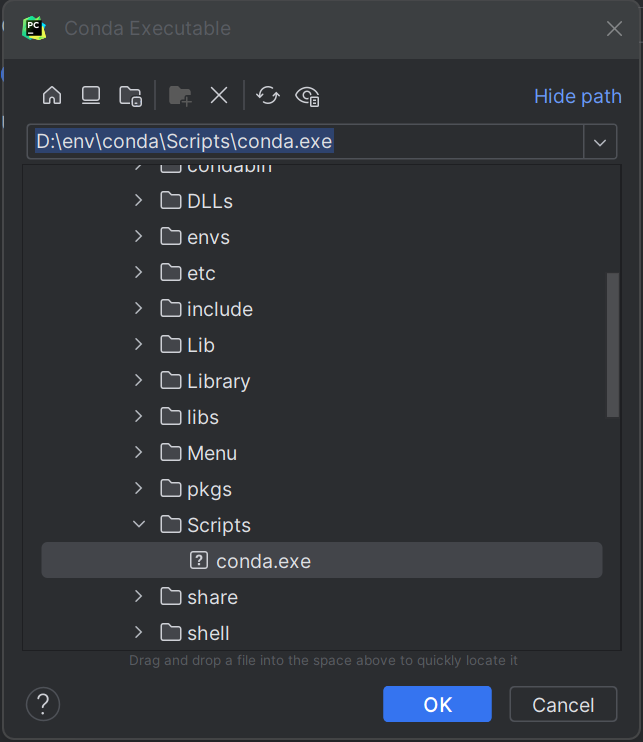 PC
Conda Executable
Hide path
D:\env\conda\Scripts\conda.exe
condabin
DLLs
envs
etc
include
Lib
Library
libs
Menu
pkgs
Scripts
? conda.exe
share
shell
Drag and drop a file into the space above to quickly locate it
? OK Cancel